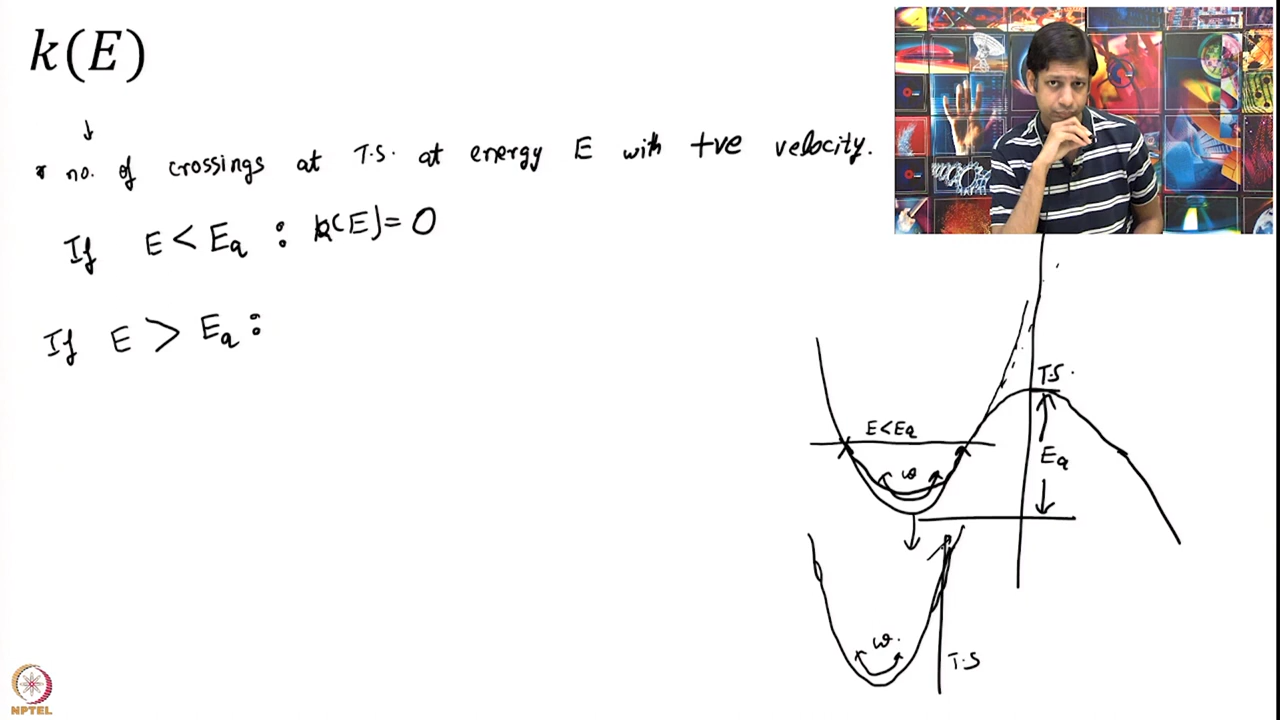 k(E)
* no. of crossings at T.S. at energy E with +ve velocity.
If E < Ea : k(E) = 0
If E > Ea :
T.S.
E < Ea
Ea
ω
ω.
T.S
NPTEL